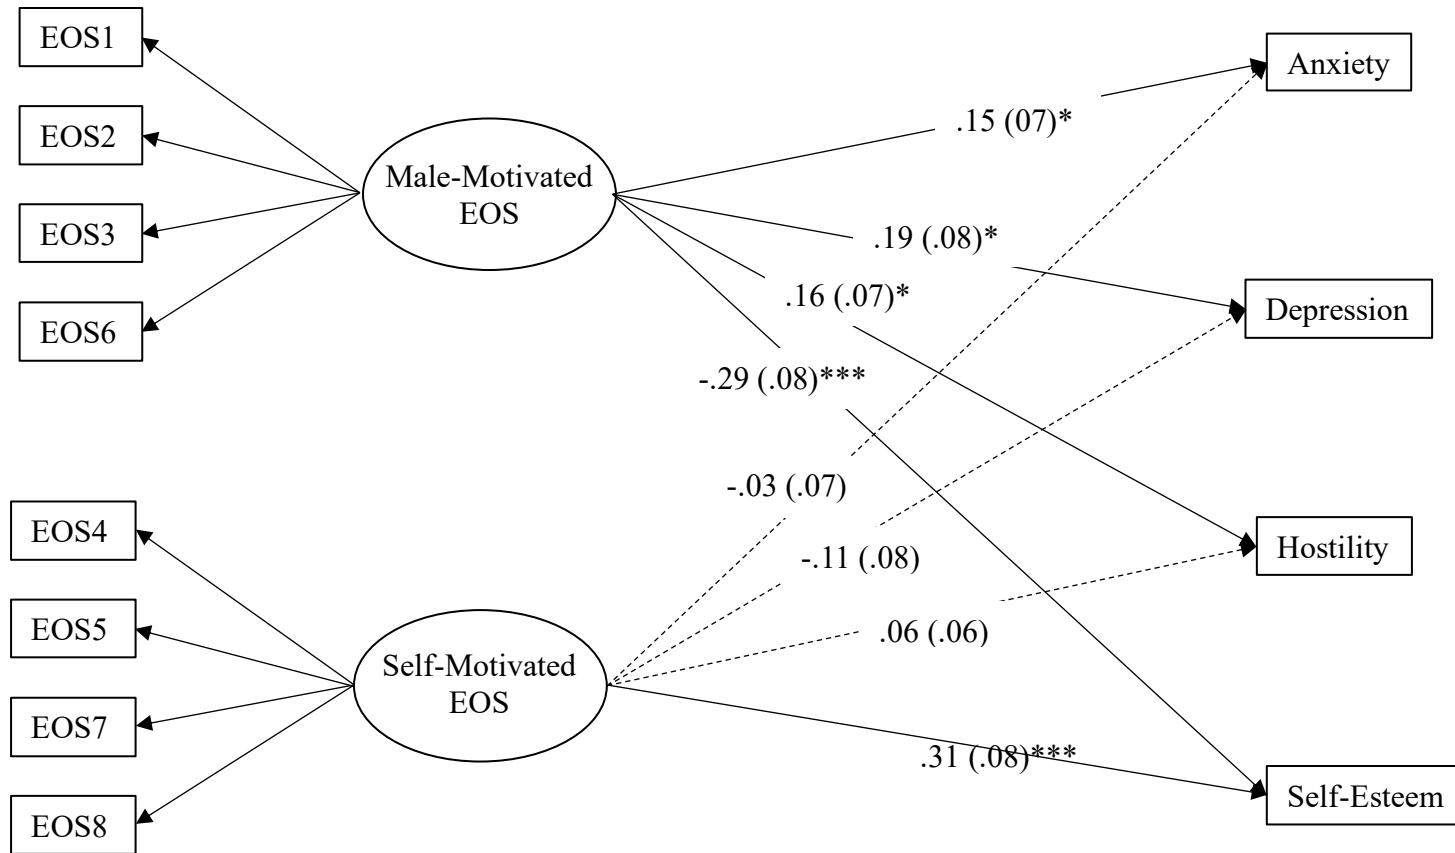 EOS1
EOS2
EOS3
EOS6
Male-Motivated
EOS
.15 (07)*
.19 (.08)*
.16 (.07)*
-.29 (.08)***
Anxiety
Depression
Hostility
Self-Esteem
EOS4
EOS5
EOS7
EOS8
Self-Motivated
EOS
-.03 (.07)
-.11 (.08)
.06 (.06)
.31 (.08)***